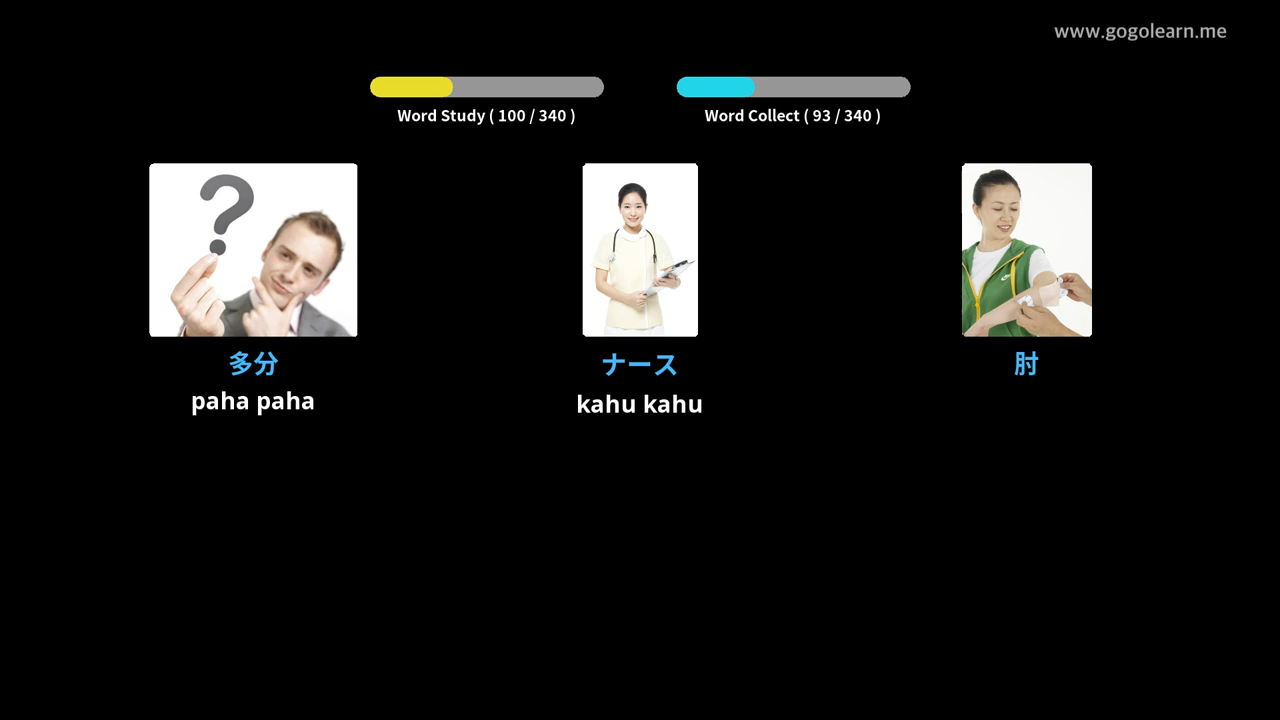 www.gogolearn.me
Word Study ( 100 / 340 )
Word Collect ( 93 / 340 )
多分
paha paha
ナース
kahu kahu
肘